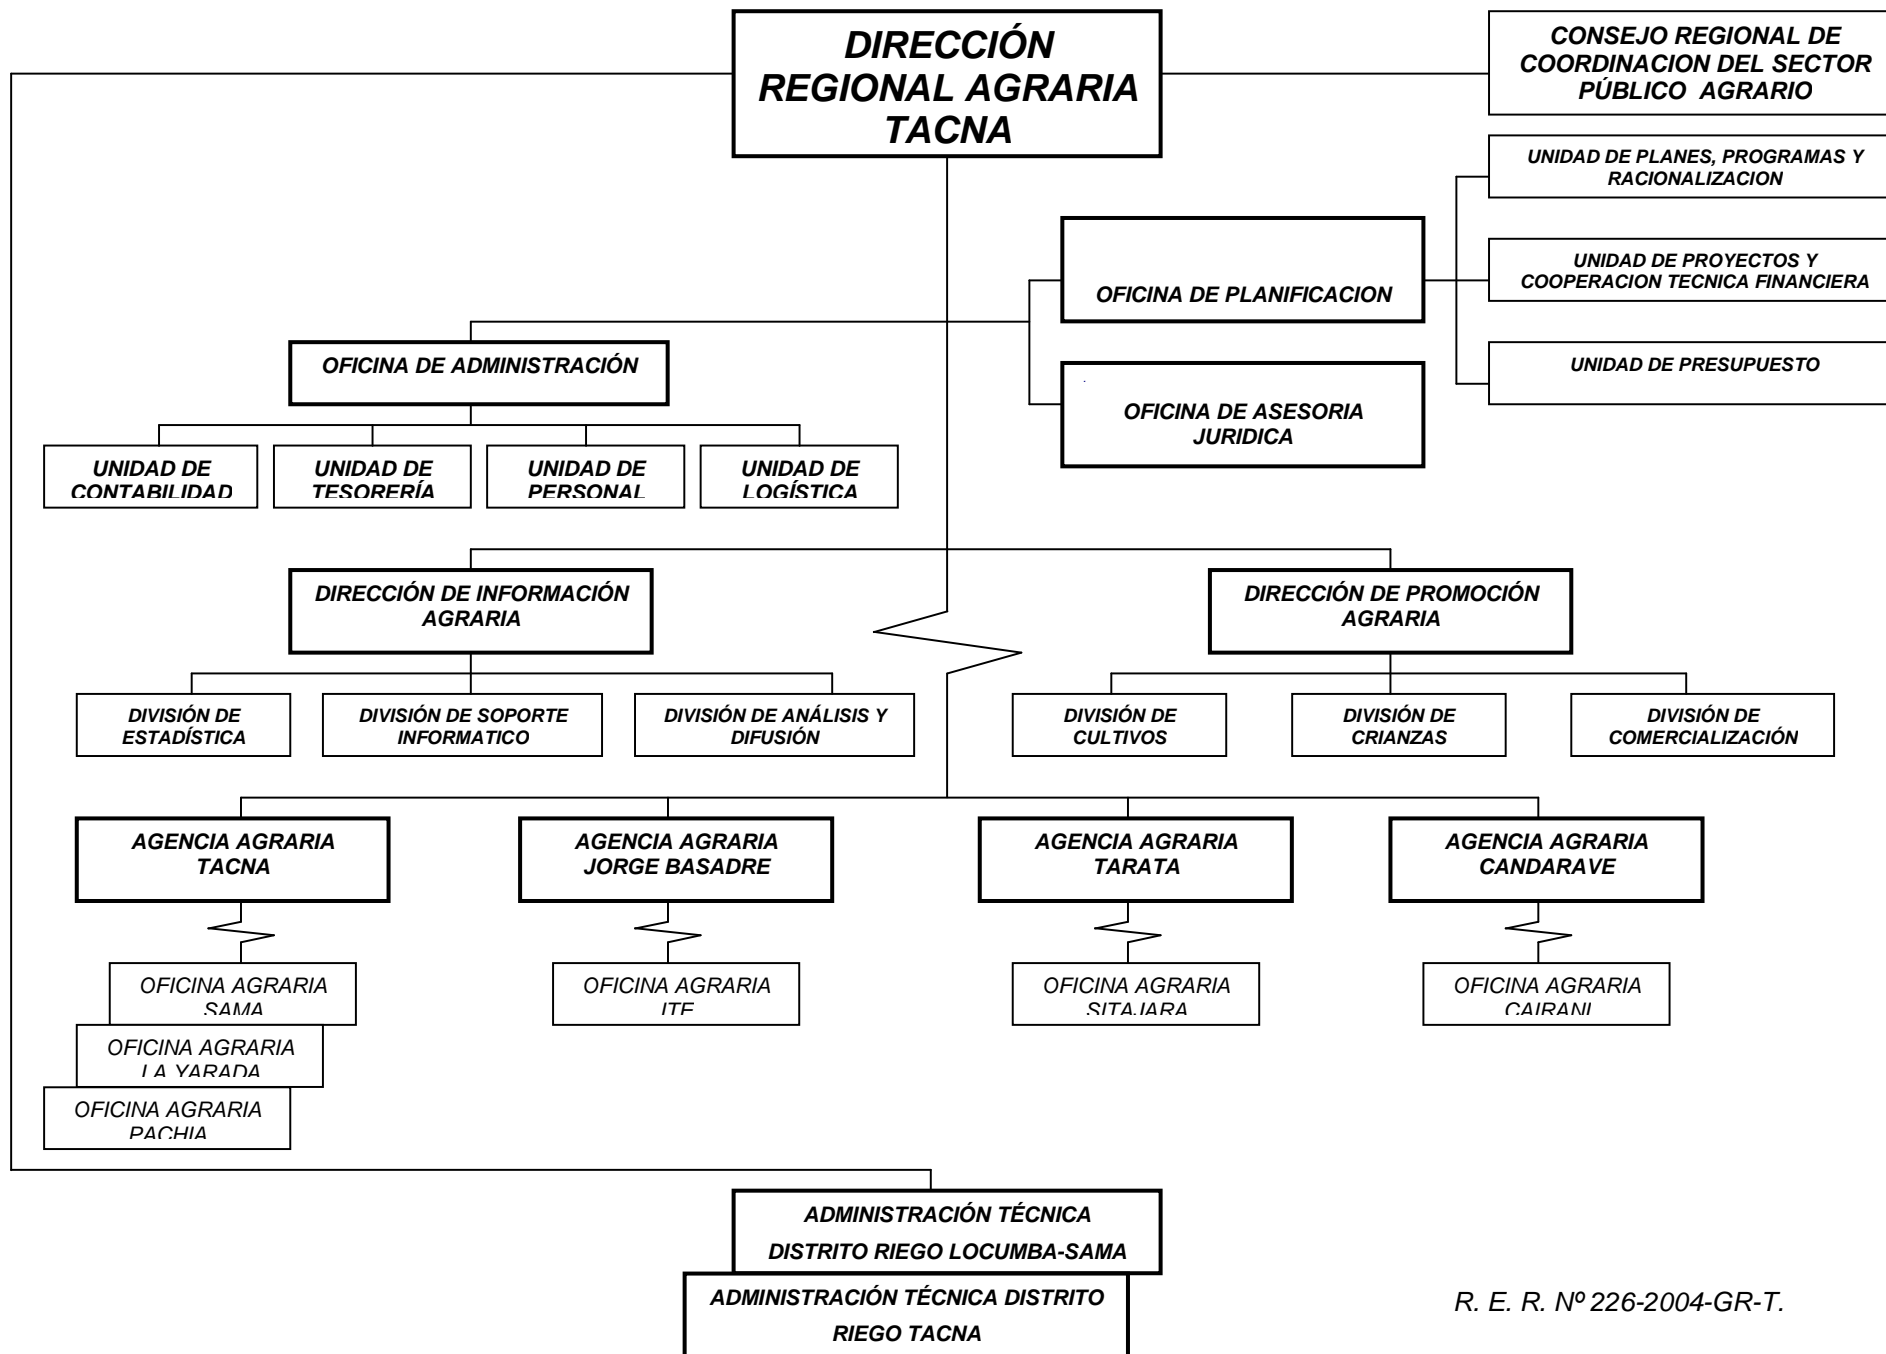 DIRECCIÓN
REGIONAL AGRARIA
TACNA
CONSEJO REGIONAL DE
COORDINACION DEL SECTOR
PÚBLICO AGRARIO
UNIDAD DE PLANES, PROGRAMAS Y
RACIONALIZACION
OFICINA DE PLANIFICACION
UNIDAD DE PROYECTOS Y
COOPERACION TECNICA FINANCIERA
OFICINA DE ADMINISTRACIÓN
UNIDAD DE PRESUPUESTO
OFICINA DE ASESORIA
JURIDICA
UNIDAD DE
CONTABILIDAD
UNIDAD DE
TESORERÍA
UNIDAD DE
PERSONAL
UNIDAD DE
LOGÍSTICA
DIRECCIÓN DE INFORMACIÓN
AGRARIA
DIRECCIÓN DE PROMOCIÓN
AGRARIA
DIVISIÓN DE
ESTADÍSTICA
DIVISIÓN DE SOPORTE
INFORMATICO
DIVISIÓN DE ANÁLISIS Y
DIFUSIÓN
DIVISIÓN DE
CULTIVOS
DIVISIÓN DE
CRIANZAS
DIVISIÓN DE
COMERCIALIZACIÓN
AGENCIA AGRARIA
TACNA
AGENCIA AGRARIA
JORGE BASADRE
AGENCIA AGRARIA
TARATA
AGENCIA AGRARIA
CANDARAVE
OFICINA AGRARIA
SAMA
OFICINA AGRARIA
ITE
OFICINA AGRARIA
SITAJARA
OFICINA AGRARIA
CAIRANI
OFICINA AGRARIA
LA YARADA
OFICINA AGRARIA
PACHIA
ADMINISTRACIÓN TÉCNICA
DISTRITO RIEGO LOCUMBA-SAMA
ADMINISTRACIÓN TÉCNICA DISTRITO
RIEGO TACNA
R. E. R. Nº 226-2004-GR-T.